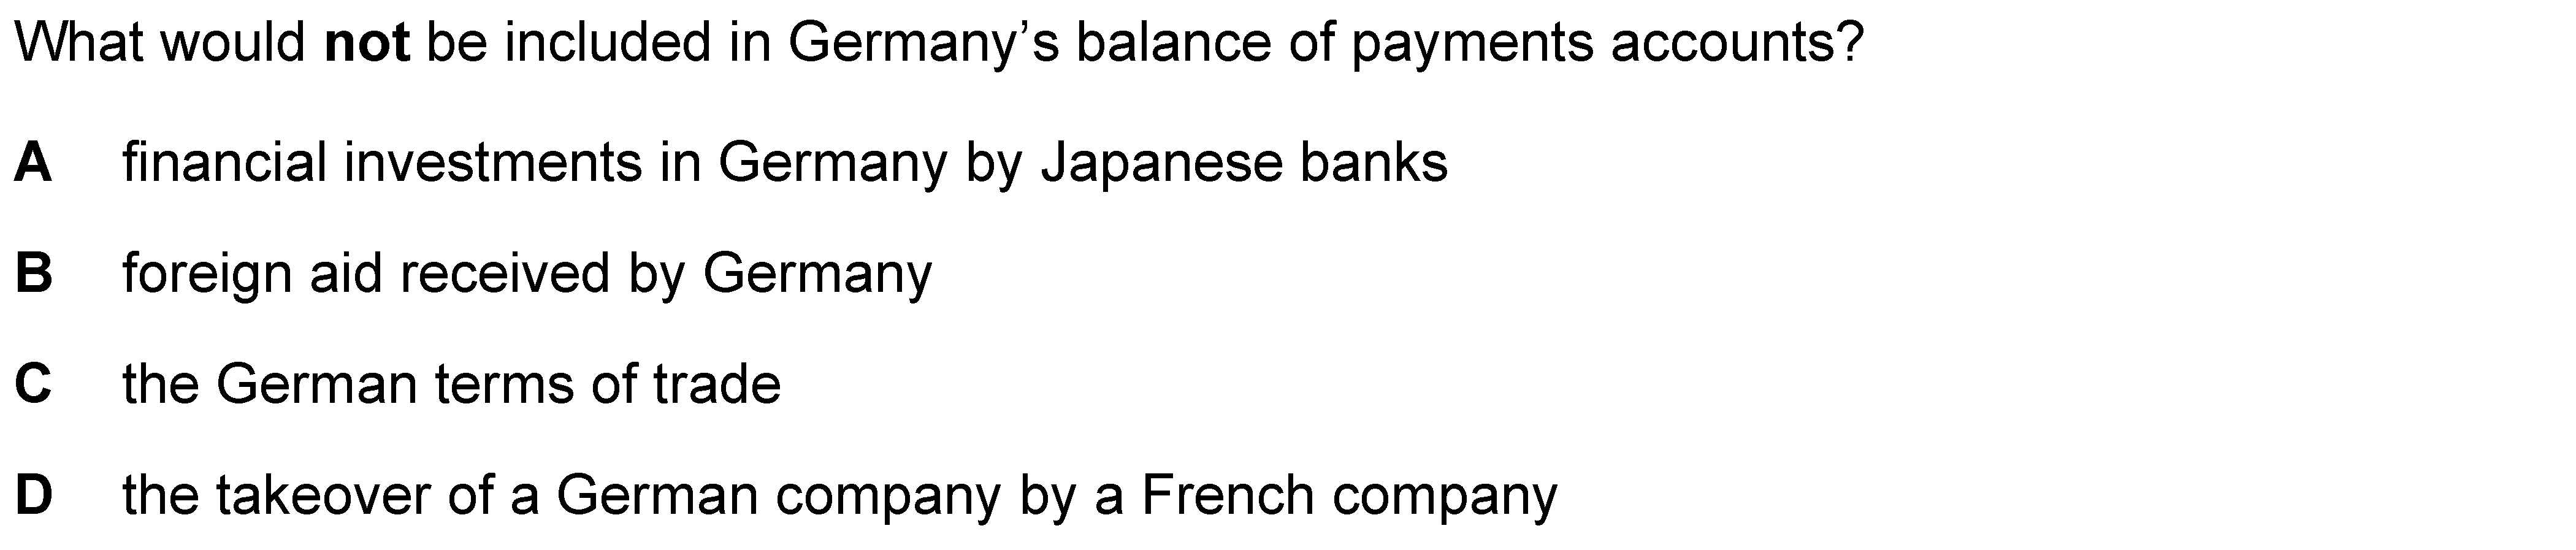 What would not be included in Germany’s balance of payments accounts?
A financial investments in Germany by Japanese banks
B foreign aid received by Germany
C the German terms of trade
D the takeover of a German company by a French company